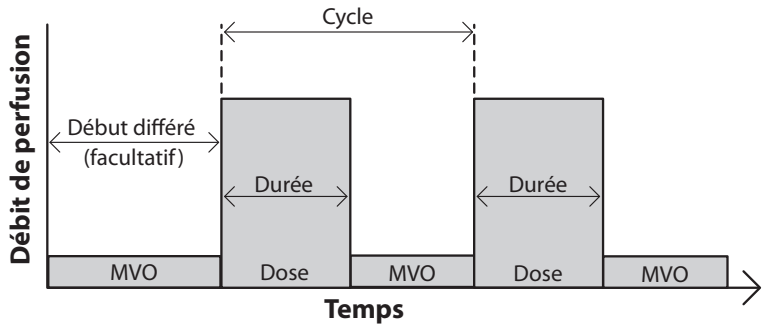 Cycle
Débit de perfusion
Début différé
(facultatif)
Durée
Durée
MVO
Dose
MVO
Dose
MVO
Temps